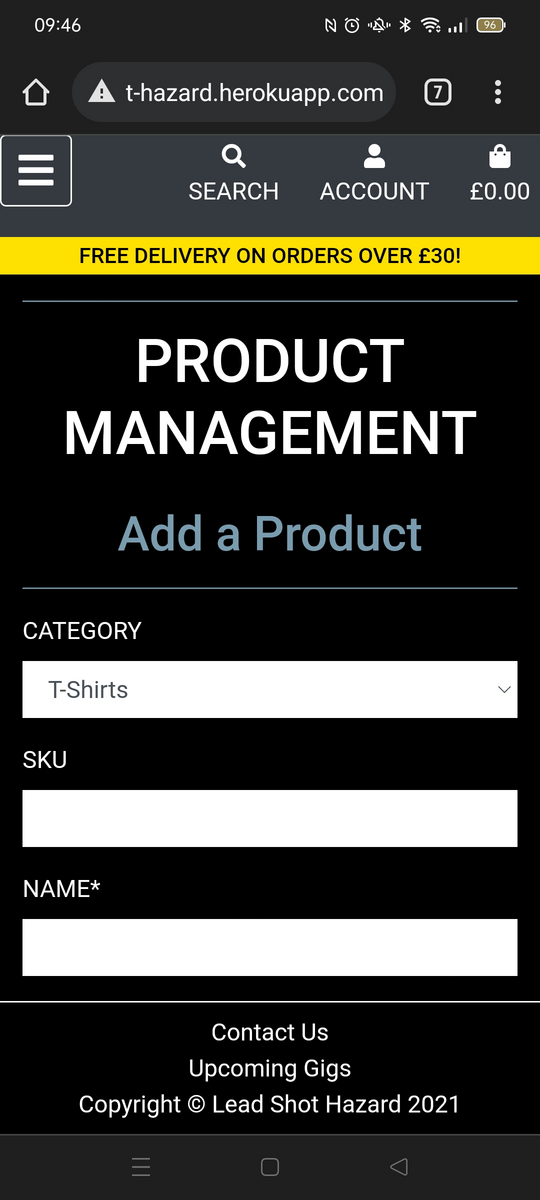 09:46
96
t-hazard.herokuapp.com
7
SEARCH
ACCOUNT
£0.00
FREE DELIVERY ON ORDERS OVER £30!
PRODUCT
MANAGEMENT
Add a Product
CATEGORY
T-Shirts
SKU
NAME*
Contact Us
Upcoming Gigs
Copyright © Lead Shot Hazard 2021